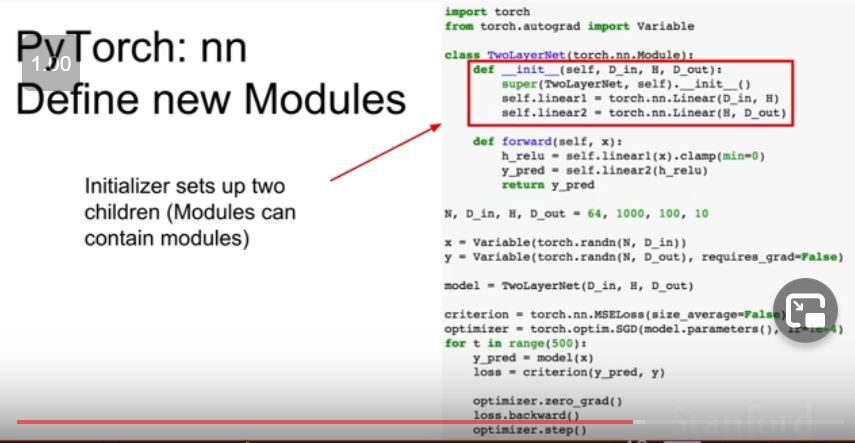 PyTorch: nn
1.00
Define new Modules
Initializer sets up two
children (Modules can
contain modules)
import torch
from torch.autograd import Variable
class TwoLayerNet(torch.nn.Module):
def __init__(self, D_in, H, D_out):
super(TwoLayerNet, self).__init__()
self.linear1 = torch.nn.Linear(D_in, H)
self.linear2 = torch.nn.Linear(H, D_out)
def forward(self, x):
h_relu = self.linear1(x).clamp(min=0)
y_pred = self.linear2(h_relu)
return y_pred
N, D_in, H, D_out = 64, 1000, 100, 10
x = Variable(torch.randn(N, D_in))
y = Variable(torch.randn(N, D_out), requires_grad=False)
model = TwoLayerNet(D_in, H, D_out)
criterion = torch.nn.MSELoss(size_average=False)
optimizer = torch.optim.SGD(model.parameters(), lr=1e-4)
for t in range(500):
y_pred = model(x)
loss = criterion(y_pred, y)
optimizer.zero_grad()
loss.backward()
optimizer.step()
Stanford